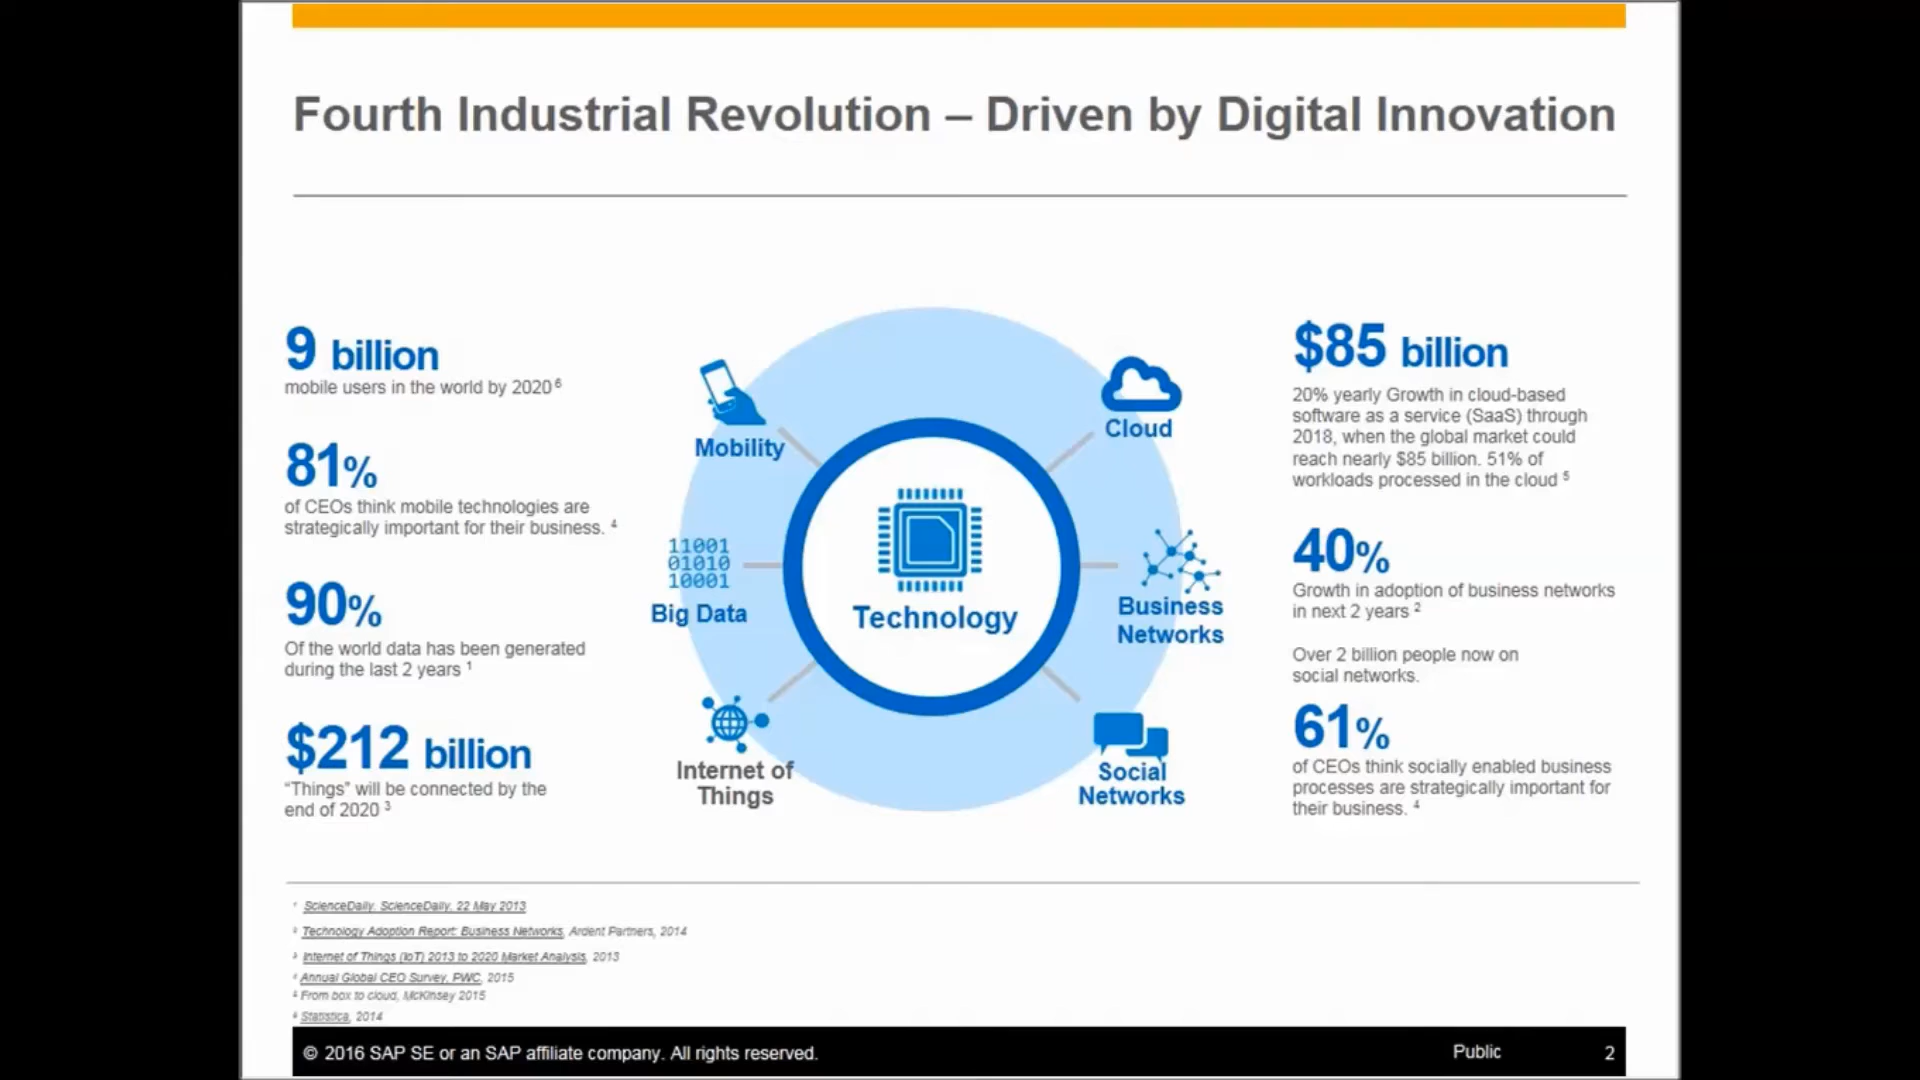 Fourth Industrial Revolution – Driven by Digital Innovation
9 billion
mobile users in the world by 2020 6
81%
of CEOs think mobile technologies are
strategically important for their business. 4
90%
Of the world data has been generated
during the last 2 years 1
$212 billion
“Things” will be connected by the
end of 2020 3
Mobility
11001
01010
10001
Big Data
Internet of
Things
Technology
Cloud
Business
Networks
Social
Networks
$85 billion
20% yearly Growth in cloud-based
software as a service (SaaS) through
2018, when the global market could
reach nearly $85 billion. 51% of
workloads processed in the cloud 5
40%
Growth in adoption of business networks
in next 2 years 2
Over 2 billion people now on
social networks.
61%
of CEOs think socially enabled business
processes are strategically important for
their business. 4
1 ScienceDaily. ScienceDaily, 22 May 2013
2 Technology Adoption Report: Business Networks, Ardent Partners, 2014
3 Internet of Things (IoT) 2013 to 2020 Market Analysis, 2013
4 Annual Global CEO Survey, PWC, 2015
5 From box to cloud, McKinsey 2015
6 Statistica, 2014
© 2016 SAP SE or an SAP affiliate company. All rights reserved.
Public
2